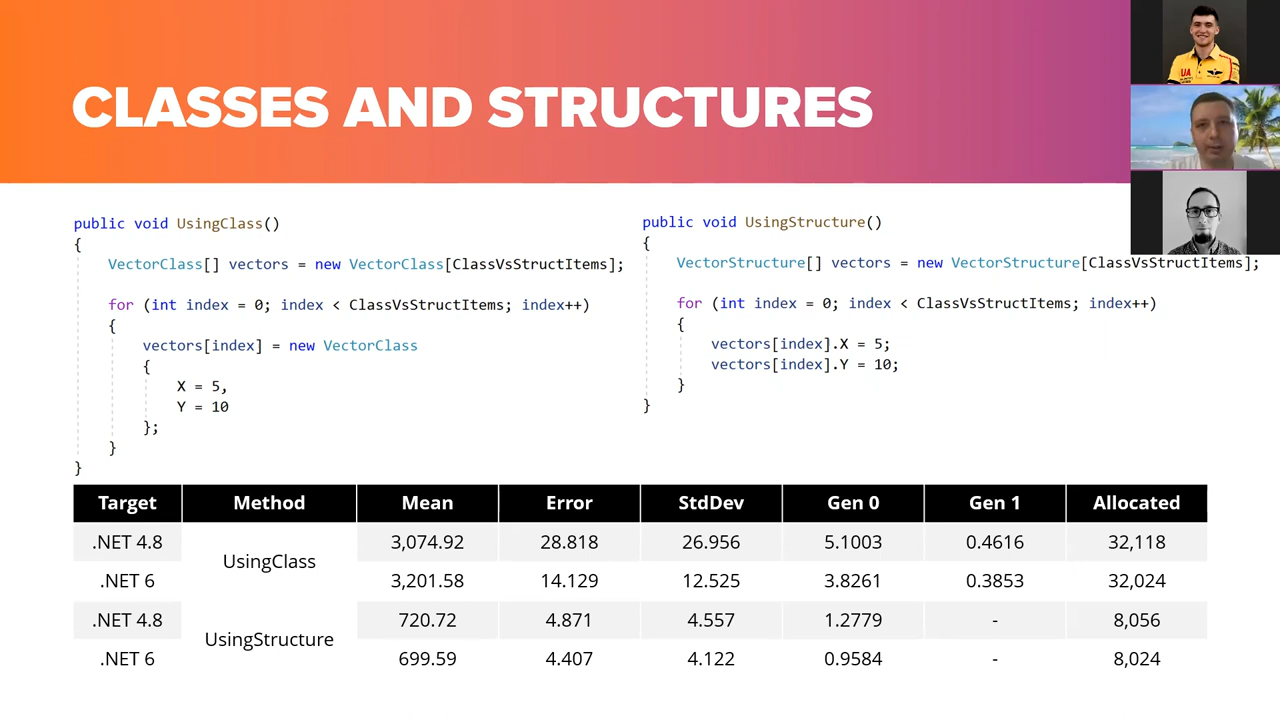 CLASSES AND STRUCTURES
UA
public void UsingClass()
{
VectorClass[] vectors = new VectorClass[ClassVsStructItems];
for (int index = 0; index < ClassVsStructItems; index++)
{
vectors[index] = new VectorClass
{
X = 5,
Y = 10
};
}
}
public void UsingStructure()
{
VectorStructure[] vectors = new VectorStructure[ClassVsStructItems];
for (int index = 0; index < ClassVsStructItems; index++)
{
vectors[index].X = 5;
vectors[index].Y = 10;
}
}
Target Method Mean Error StdDev Gen 0 Gen 1 Allocated
.NET 4.8 UsingClass 3,074.92 28.818 26.956 5.1003 0.4616 32,118
.NET 6 3,201.58 14.129 12.525 3.8261 0.3853 32,024
.NET 4.8 UsingStructure 720.72 4.871 4.557 1.2779 - 8,056
.NET 6 699.59 4.407 4.122 0.9584 - 8,024